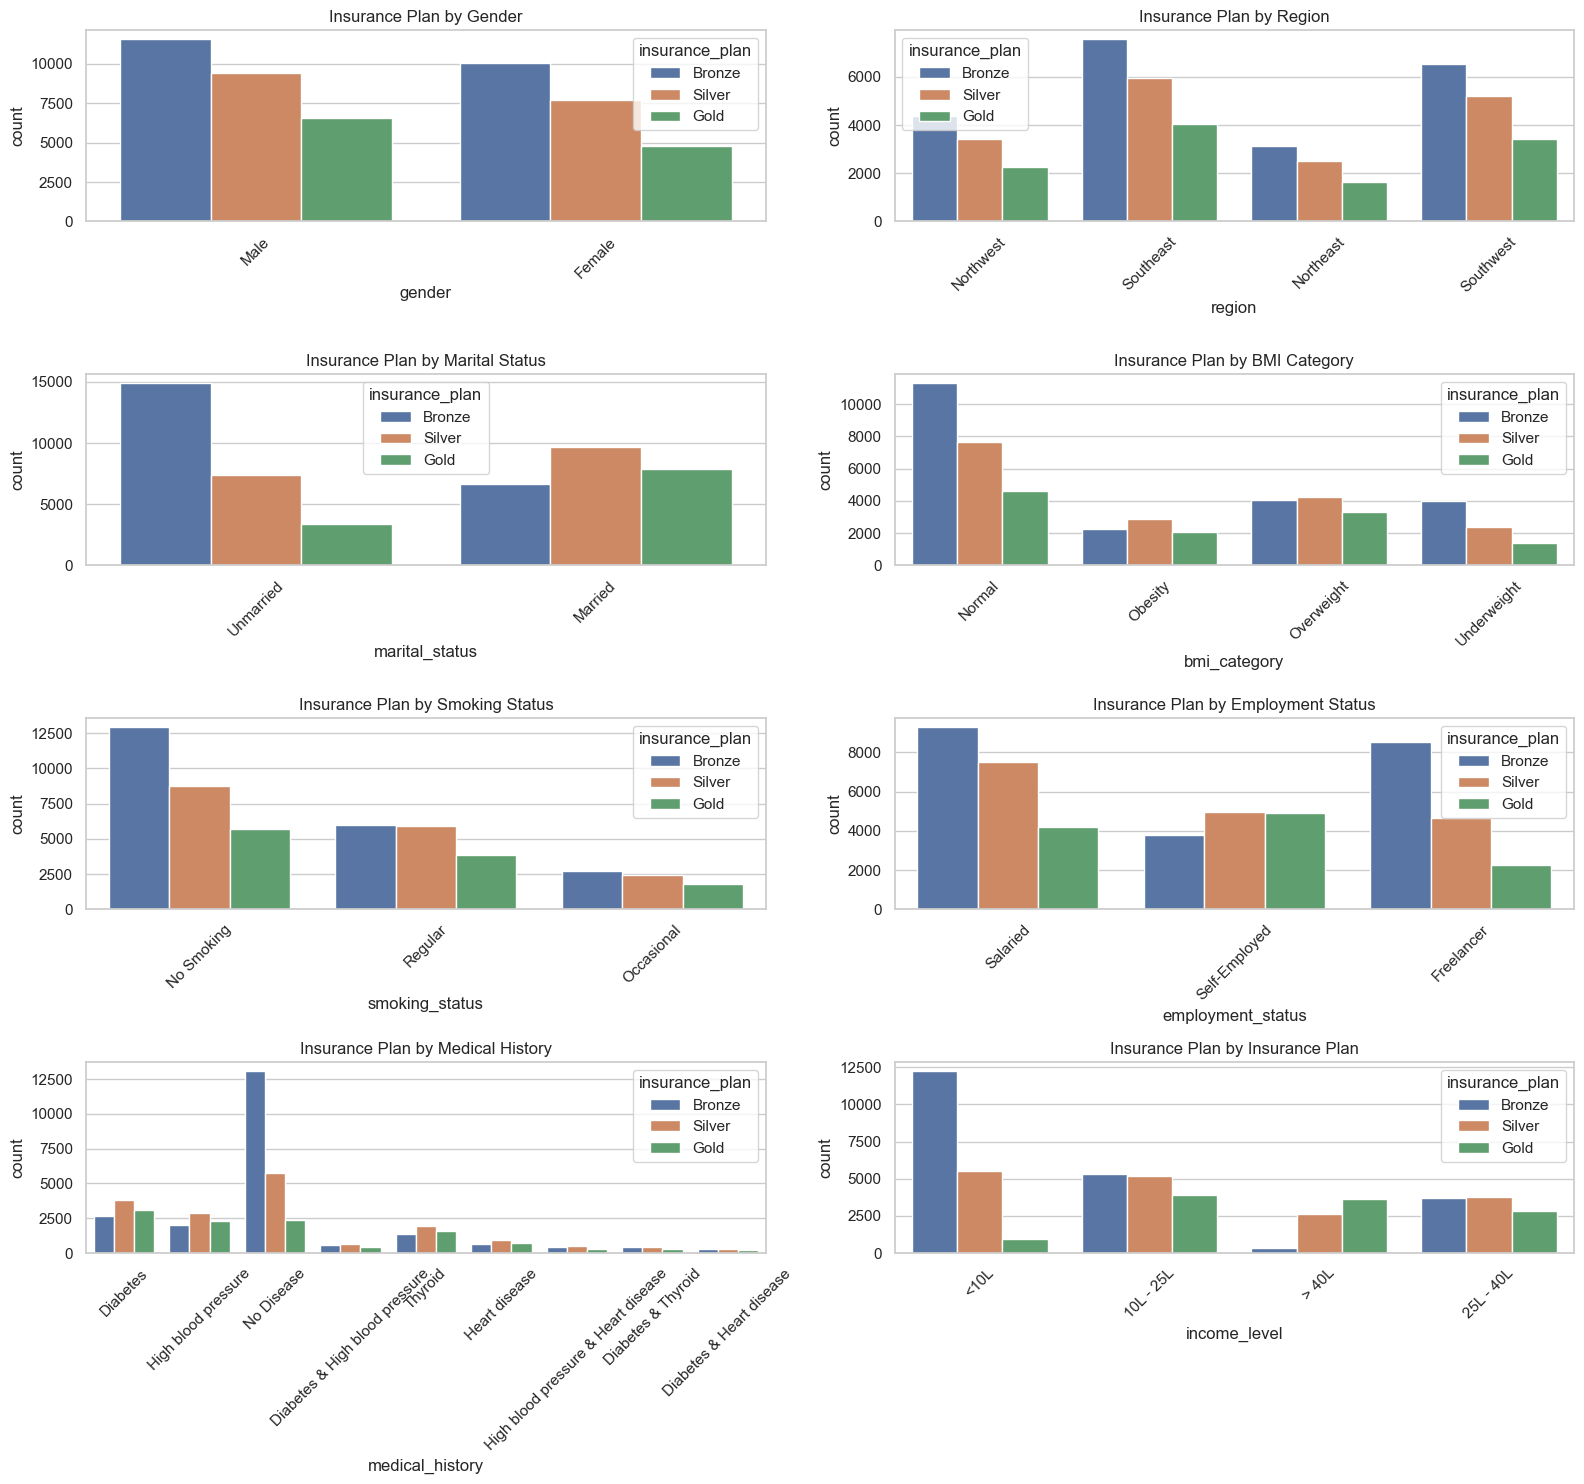 Insurance Plan by Gender
count
10000
7500
5000
2500
0
insurance_plan
Bronze
Silver
Gold
Male
Female
gender
Insurance Plan by Region
count
6000
4000
2000
0
insurance_plan
Bronze
Silver
Gold
Northwest
Southeast
Northeast
Southwest
region
Insurance Plan by Marital Status
count
15000
10000
5000
0
insurance_plan
Bronze
Silver
Gold
Unmarried
Married
marital_status
Insurance Plan by BMI Category
count
10000
8000
6000
4000
2000
0
insurance_plan
Bronze
Silver
Gold
Normal
Obesity
Overweight
Underweight
bmi_category
Insurance Plan by Smoking Status
count
12500
10000
7500
5000
2500
0
insurance_plan
Bronze
Silver
Gold
No Smoking
Regular
Occasional
smoking_status
Insurance Plan by Employment Status
count
8000
6000
4000
2000
0
insurance_plan
Bronze
Silver
Gold
Salaried
Self-Employed
Freelancer
employment_status
Insurance Plan by Medical History
count
12500
10000
7500
5000
2500
0
insurance_plan
Bronze
Silver
Gold
Diabetes
High blood pressure
No Disease
Diabetes & High blood pressure
Thyroid
Heart disease
High blood pressure & Heart disease
Diabetes & Thyroid
Diabetes & Heart disease
medical_history
Insurance Plan by Insurance Plan
count
12500
10000
7500
5000
2500
0
insurance_plan
Bronze
Silver
Gold
<10L
10L - 25L
> 40L
25L - 40L
income_level